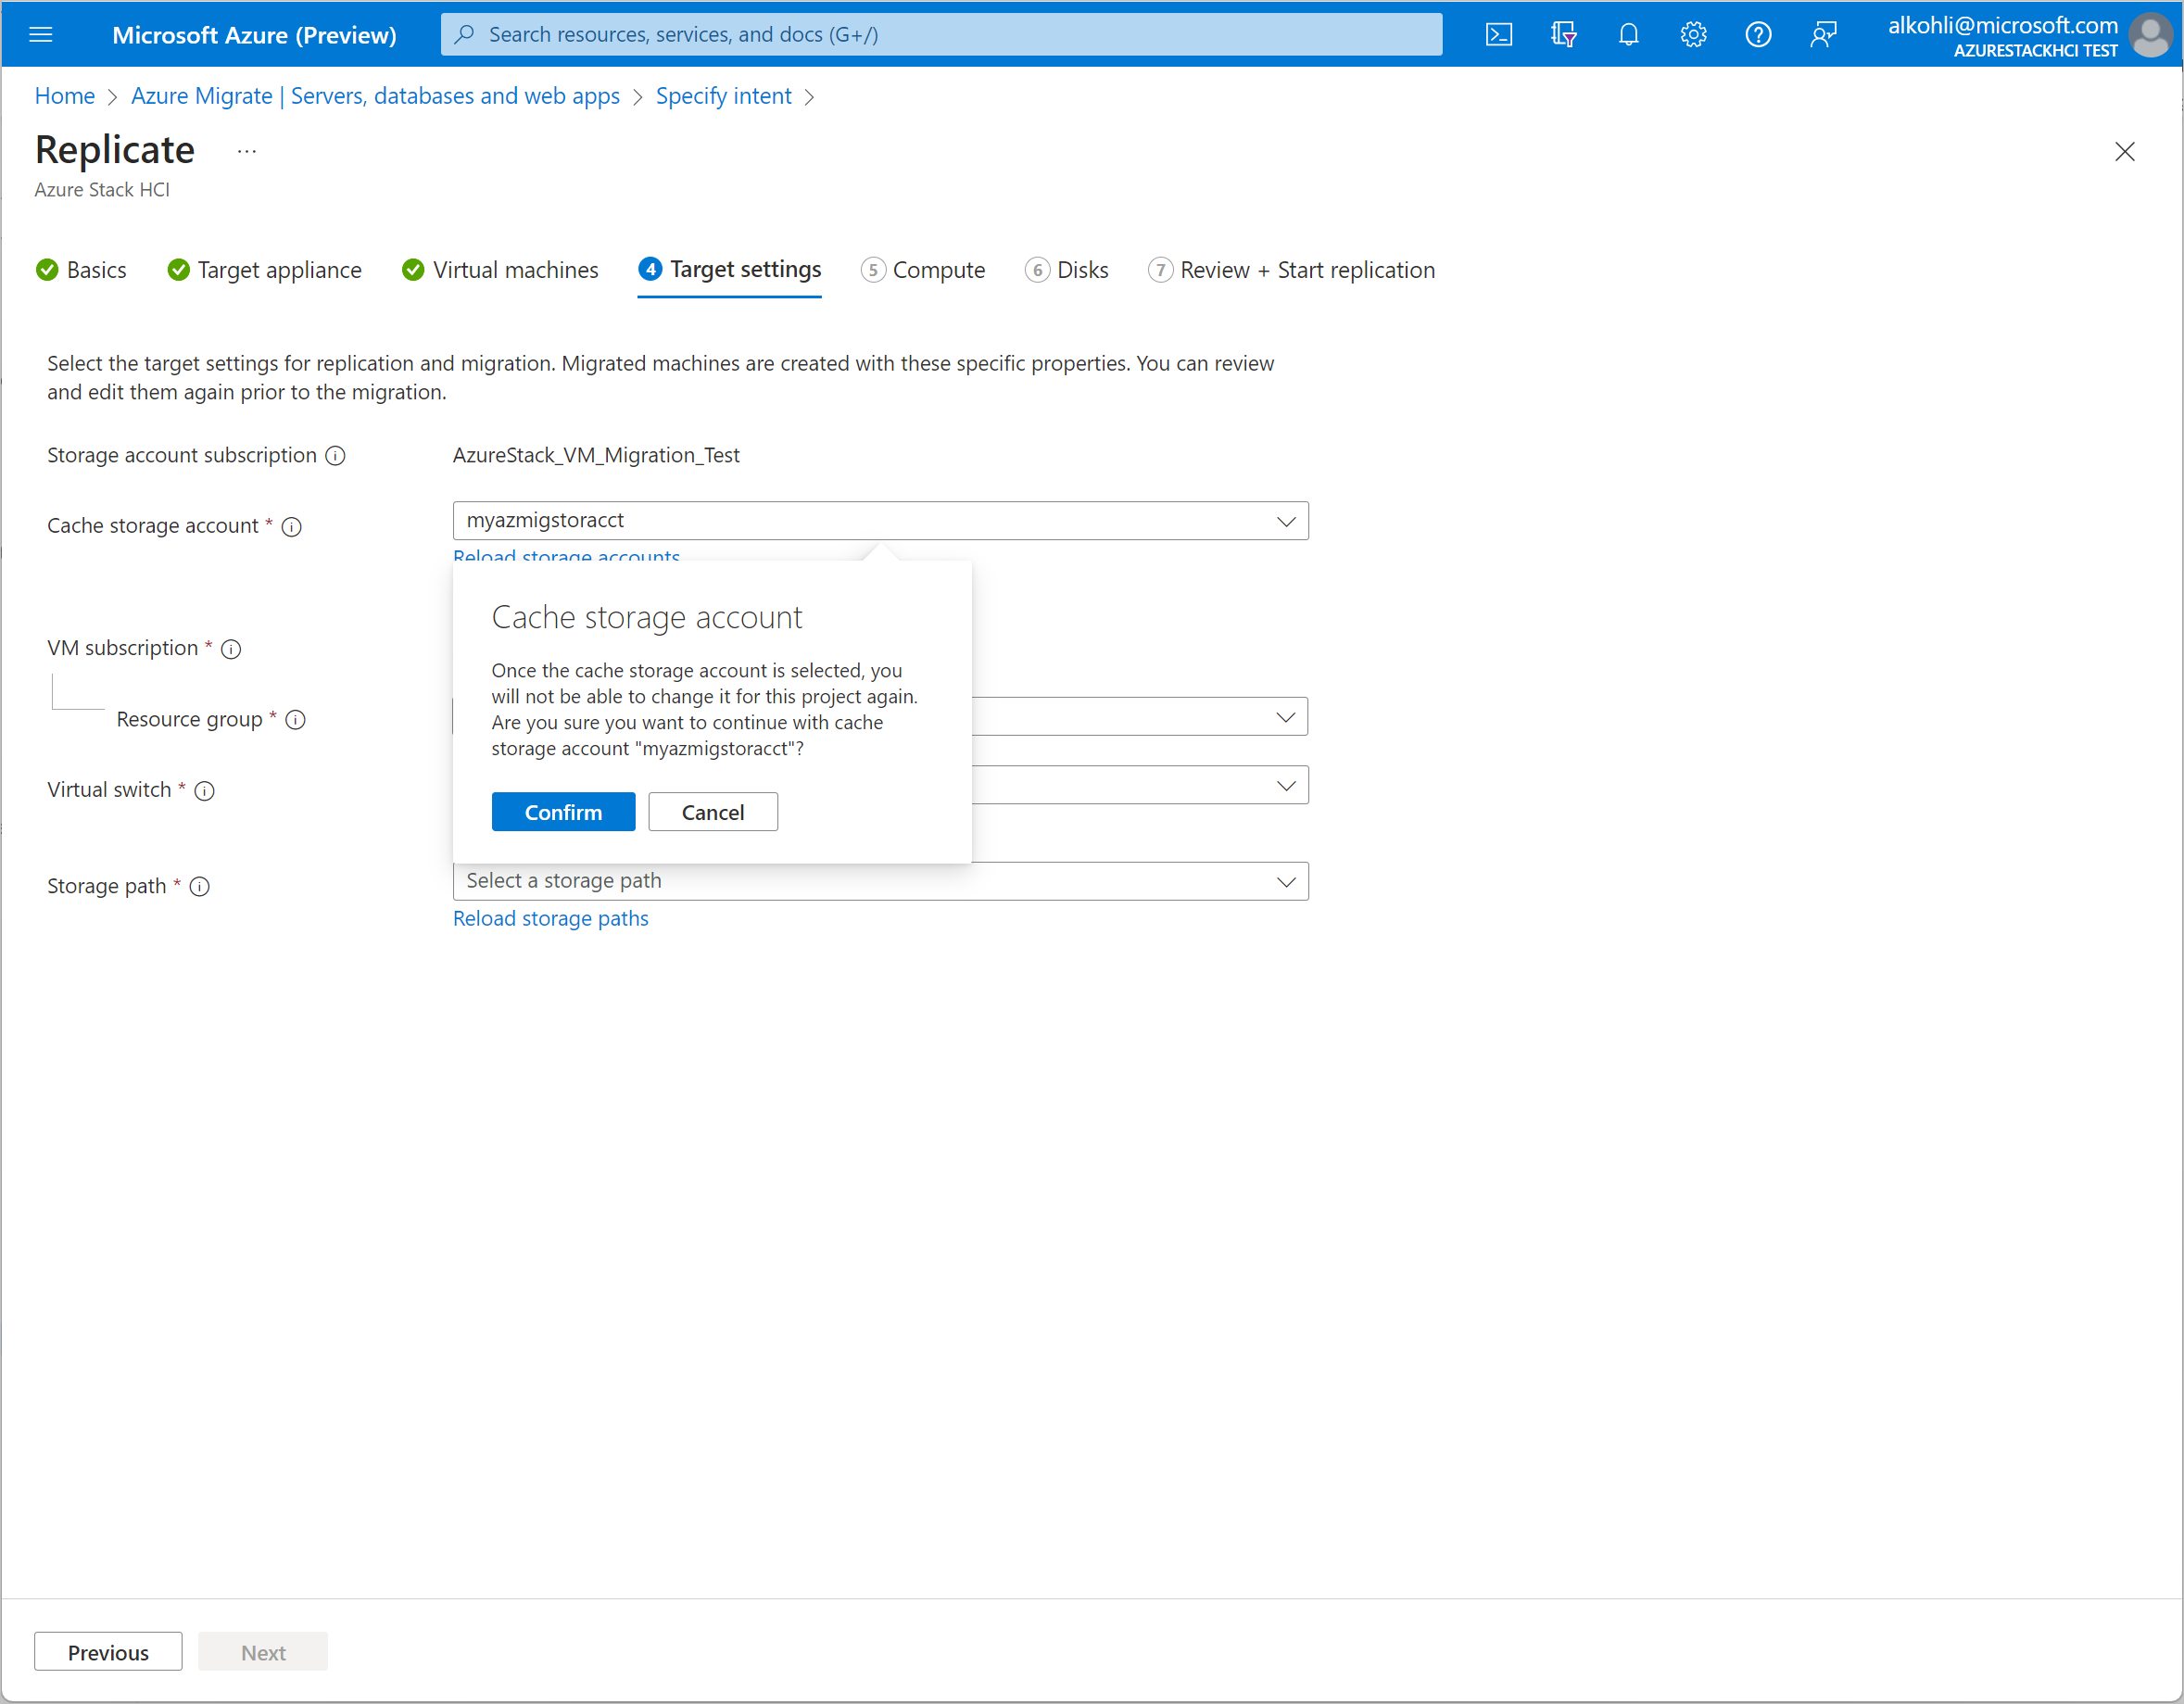 Microsoft Azure (Preview)
Search resources, services, and docs (G+/)
alkohli@microsoft.com
AZURESTACKHCI TEST
Home > Azure Migrate | Servers, databases and web apps > Specify intent >
Replicate ...
Azure Stack HCI
Basics
Target appliance
Virtual machines
4 Target settings
5 Compute
6 Disks
7 Review + Start replication
Select the target settings for replication and migration. Migrated machines are created with these specific properties. You can review
and edit them again prior to the migration.
Storage account subscription
AzureStack_VM_Migration_Test
Cache storage account *
myazmigstoracct
Reload storage accounts
Cache storage account
Once the cache storage account is selected, you
will not be able to change it for this project again.
Are you sure you want to continue with cache
storage account "myazmigstoracct"?
Confirm
Cancel
VM subscription *
Resource group *
Virtual switch *
Storage path *
Select a storage path
Reload storage paths
Previous
Next